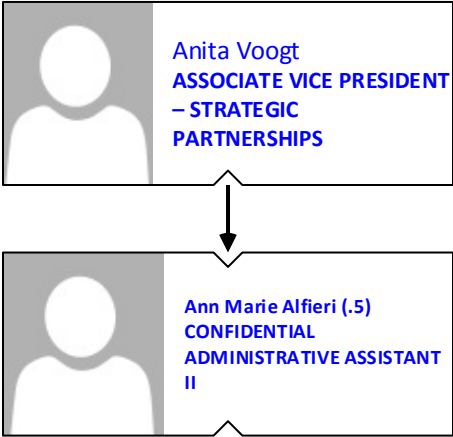 Anita Voogt
ASSOCIATE VICE PRESIDENT
– STRATEGIC
PARTNERSHIPS
Ann Marie Alfieri (.5)
CONFIDENTIAL
ADMINISTRATIVE ASSISTANT
II